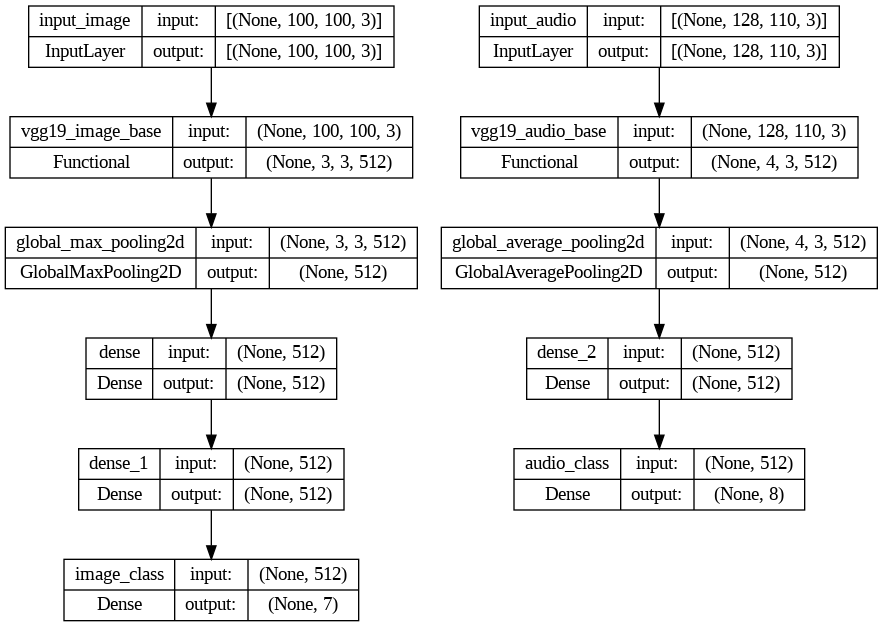 input_image input: [(None, 100, 100, 3)]
InputLayer output: [(None, 100, 100, 3)]
vgg19_image_base input: (None, 100, 100, 3)
Functional output: (None, 3, 3, 512)
global_max_pooling2d input: (None, 3, 3, 512)
GlobalMaxPooling2D output: (None, 512)
dense input: (None, 512)
Dense output: (None, 512)
dense_1 input: (None, 512)
Dense output: (None, 512)
image_class input: (None, 512)
Dense output: (None, 7)
input_audio input: [(None, 128, 110, 3)]
InputLayer output: [(None, 128, 110, 3)]
vgg19_audio_base input: (None, 128, 110, 3)
Functional output: (None, 4, 3, 512)
global_average_pooling2d input: (None, 4, 3, 512)
GlobalAveragePooling2D output: (None, 512)
dense_2 input: (None, 512)
Dense output: (None, 512)
audio_class input: (None, 512)
Dense output: (None, 8)